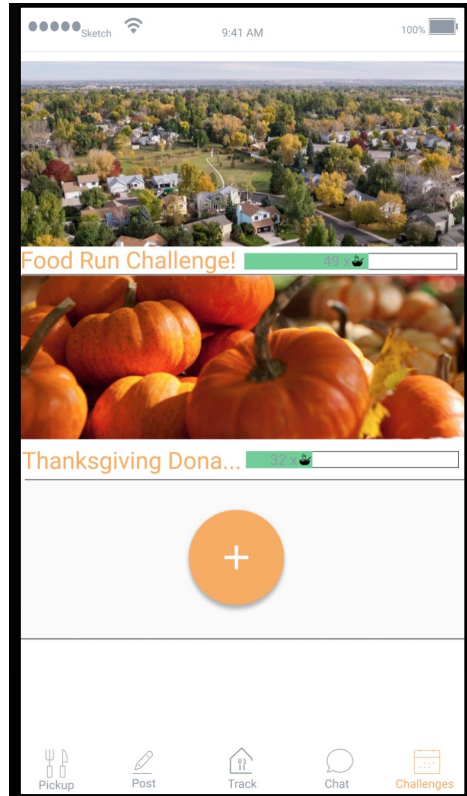 Sketch 9:41 AM 100%
Food Run Challenge! 49 x
Thanksgiving Dona... 32 x
+
Pickup Post Track Chat Challenges